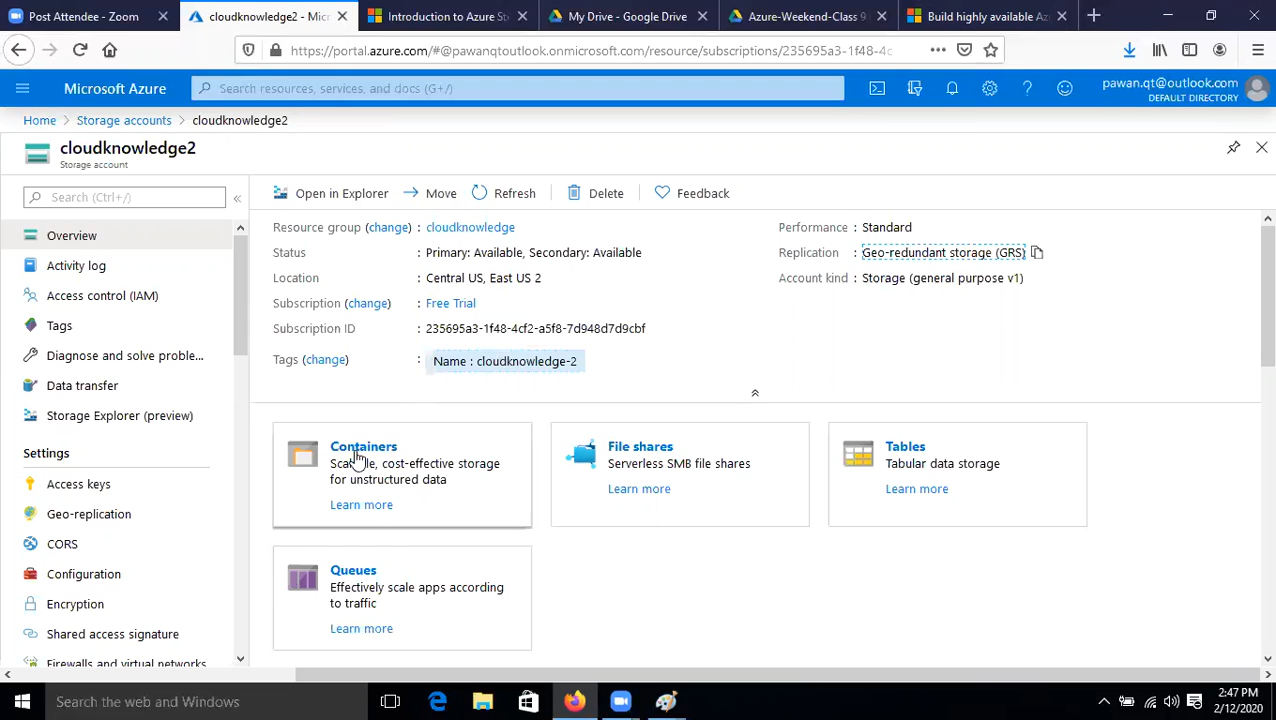 Post Attende - Zoom
cloudknowledge2 - Micr
Introduction to Azure St
My Drive - Google Drive
Azure-Weekend-Class 9
Build highly available Az
https://portal.azure.com/#@pawanqtoutlook.onmicrosoft.com/resource/subscriptions/235695a3-1f48-4c
Microsoft Azure
Search resources, services, and docs (G+/)
pawan.qt@outlook.com
DEFAULT DIRECTORY
Home > Storage accounts > cloudknowledge2
cloudknowledge2
Storage account
Search (Ctrl+/)
Open in Explorer
Move
Refresh
Delete
Feedback
Overview
Activity log
Access control (IAM)
Tags
Diagnose and solve proble...
Data transfer
Storage Explorer (preview)
Settings
Access keys
Geo-replication
CORS
Configuration
Encryption
Shared access signature
Firewalls and virtual networks
Resource group (change) : cloudknowledge
Status : Primary: Available, Secondary: Available
Location : Central US, East US 2
Subscription (change) : Free Trial
Subscription ID : 235695a3-1f48-4cf2-a5f8-7d948d7d9cbf
Tags (change) : Name : cloudknowledge-2
Performance : Standard
Replication : Geo-redundant storage (GRS)
Account kind : Storage (general purpose v1)
Containers
Scalable, cost-effective storage
for unstructured data
Learn more
File shares
Serverless SMB file shares
Learn more
Tables
Tabular data storage
Learn more
Queues
Effectively scale apps according
to traffic
Learn more
Search the web and Windows
2:47 PM
2/12/2020